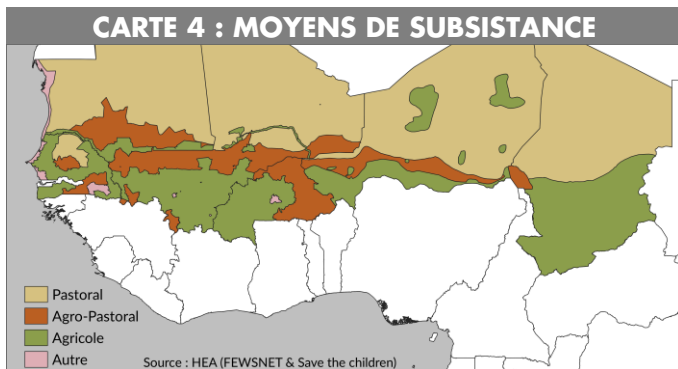 CARTE 4 : MOYENS DE SUBSISTANCE
Pastoral
Agro-Pastoral
Agricole
Autre
Source : HEA (FEWSNET & Save the children)